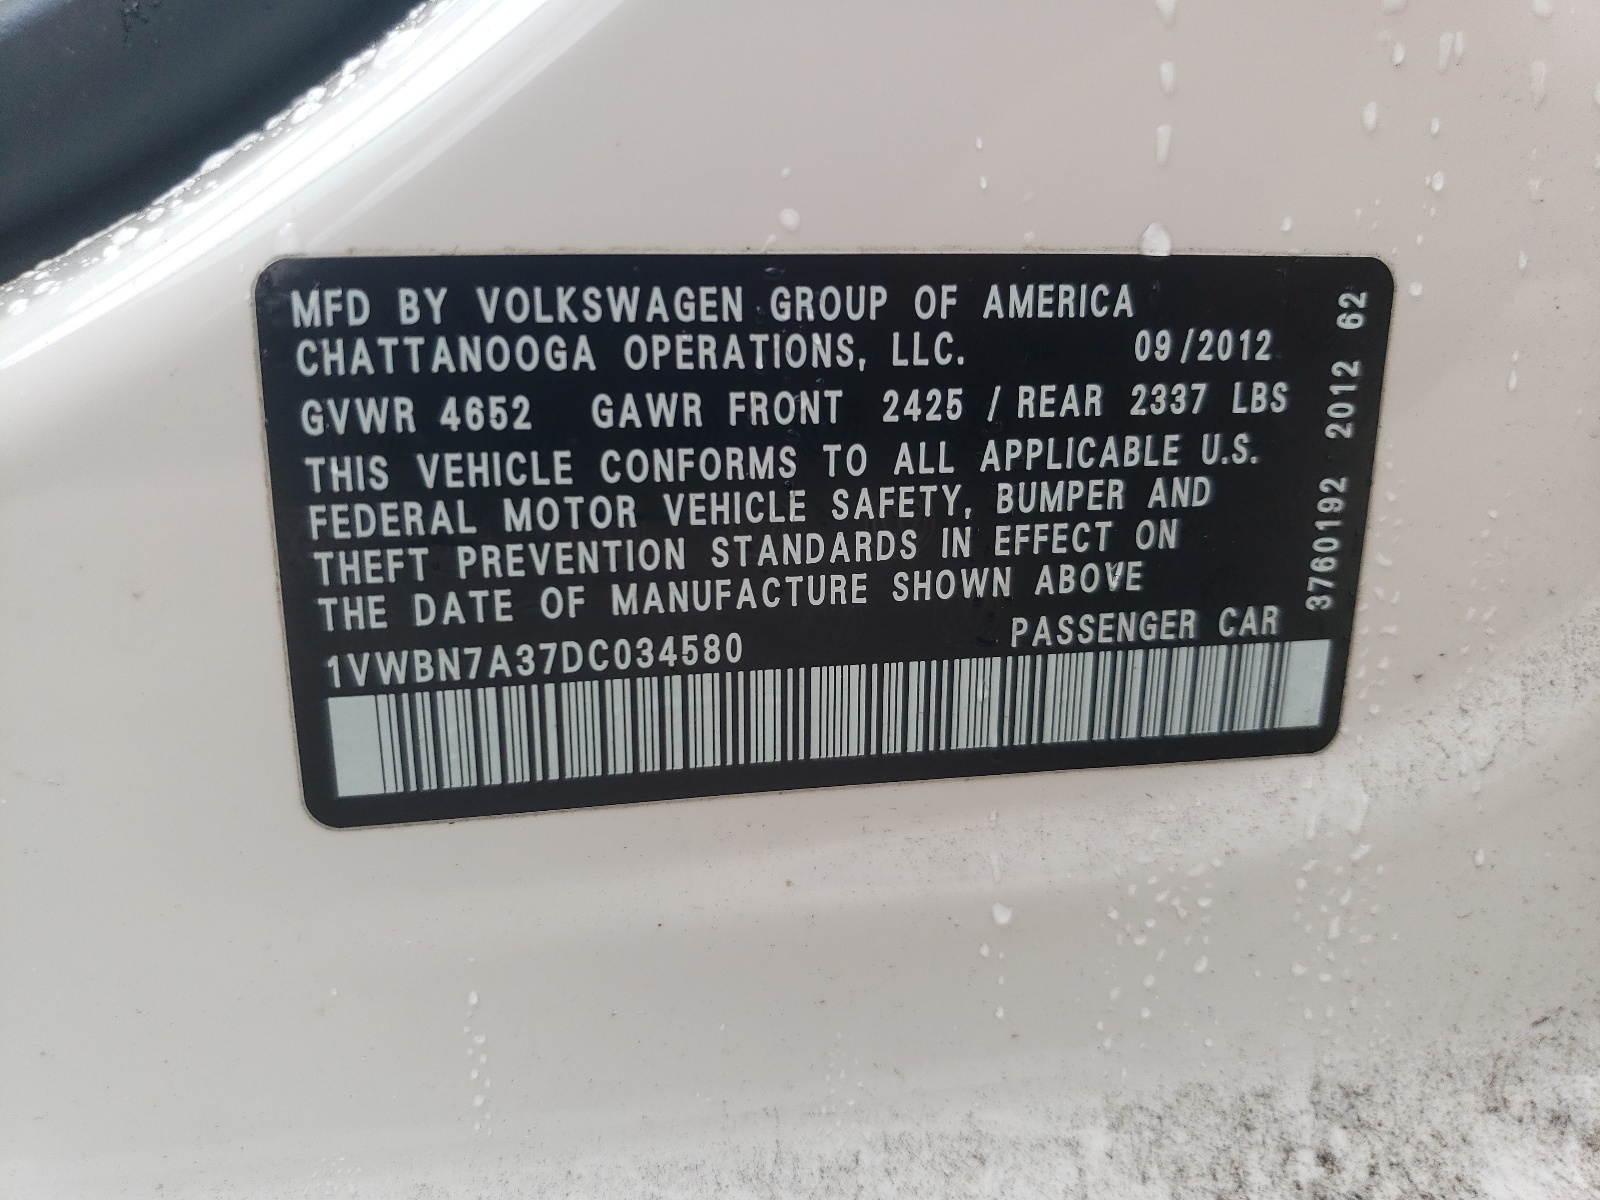 MFD BY VOLKSWAGEN GROUP OF AMERICA
CHATTANOOGA OPERATIONS, LLC. 09/2012
GVWR 4652 GAWR FRONT 2425 / REAR 2337 LBS
THIS VEHICLE CONFORMS TO ALL APPLICABLE U.S.
FEDERAL MOTOR VEHICLE SAFETY, BUMPER AND
THEFT PREVENTION STANDARDS IN EFFECT ON
THE DATE OF MANUFACTURE SHOWN ABOVE
1VWBN7A37DC034580 PASSENGER CAR
3760192 2012 62